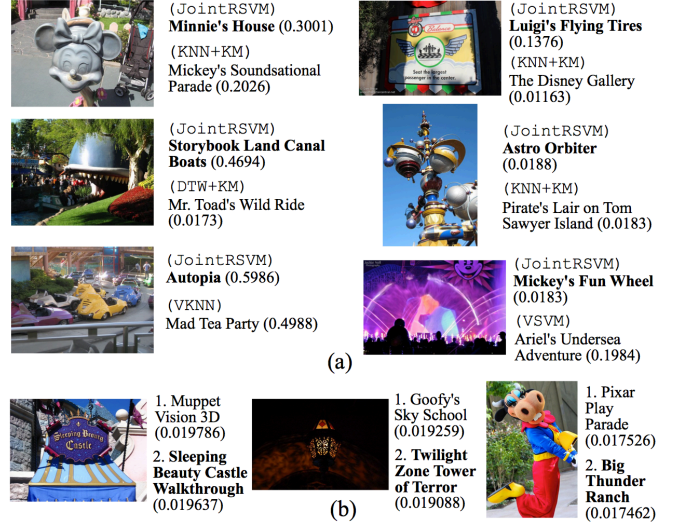 (JointRSVM)
Minnie's House (0.3001)
(KNN+KM)
Mickey's Soundsational
Parade (0.2026)
(JointRSVM)
Luigi's Flying Tires
(0.1376)
(KNN+KM)
The Disney Gallery
(0.01163)
Seat the largest
passenger in the center.
(JointRSVM)
Storybook Land Canal
Boats (0.4694)
(DTW+KM)
Mr. Toad's Wild Ride
(0.0173)
(JointRSVM)
Astro Orbiter
(0.0188)
(KNN+KM)
Pirate's Lair on Tom
Sawyer Island (0.0183)
(JointRSVM)
Autopia (0.5986)
(VKNN)
Mad Tea Party (0.4988)
(JointRSVM)
Mickey's Fun Wheel
(0.0183)
(VSVM)
Ariel's Undersea
Adventure (0.1984)
(a)
Sleeping Beauty
Castle
1. Muppet
Vision 3D
(0.019786)
2. Sleeping
Beauty Castle
Walkthrough
(0.019637)
1. Goofy's
Sky School
(0.019259)
2. Twilight
Zone Tower
of Terror
(0.019088)
1. Pixar
Play
Parade
(0.017526)
2. Big
Thunder
Ranch
(0.017462)
(b)